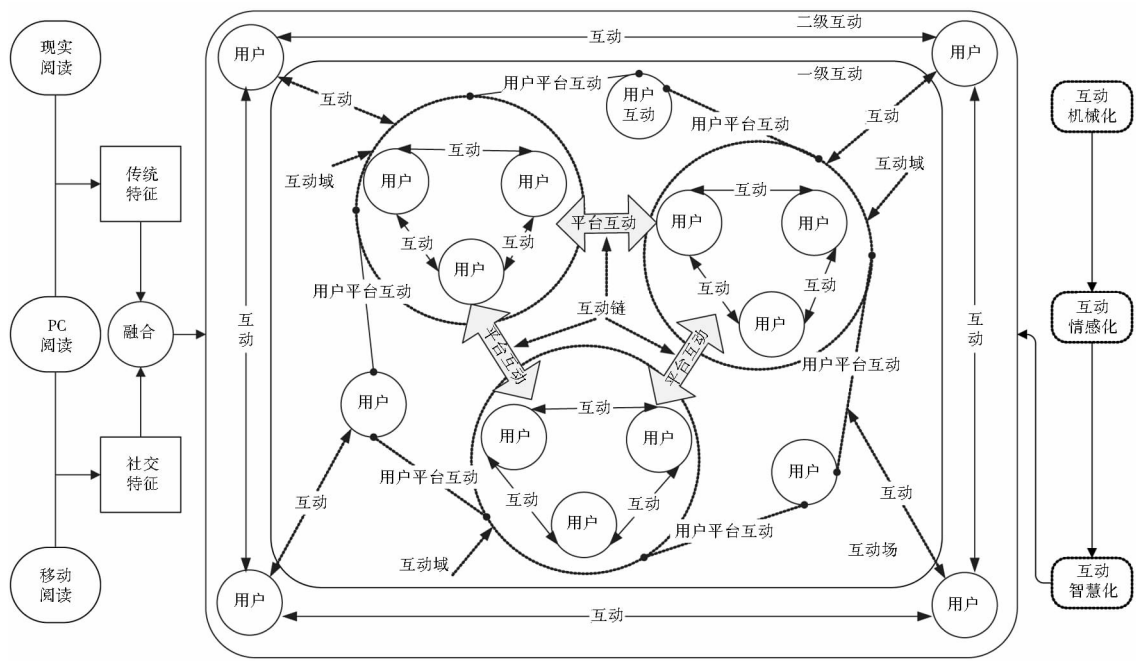 现实
阅读
PC
阅读
移动
阅读
传统
特征
融合
社交
特征
二级互动
用户
互动
用户
一级互动
用户平台互动
用户
互动
用户平台互动
互动
互动
互动域
互动域
互动
用户
用户
互动
互动
用户
平台互动
互动
用户
用户
互动
互动
用户
用户平台互动
互动链
平台互动
平台互动
用户平台互动
互动
互动
用户
互动
用户
用户
互动
互动
用户
用户平台互动
用户
用户平台互动
互动
互动
互动域
互动场
用户
互动
用户
互动
机械化
互动
情感化
互动
智慧化